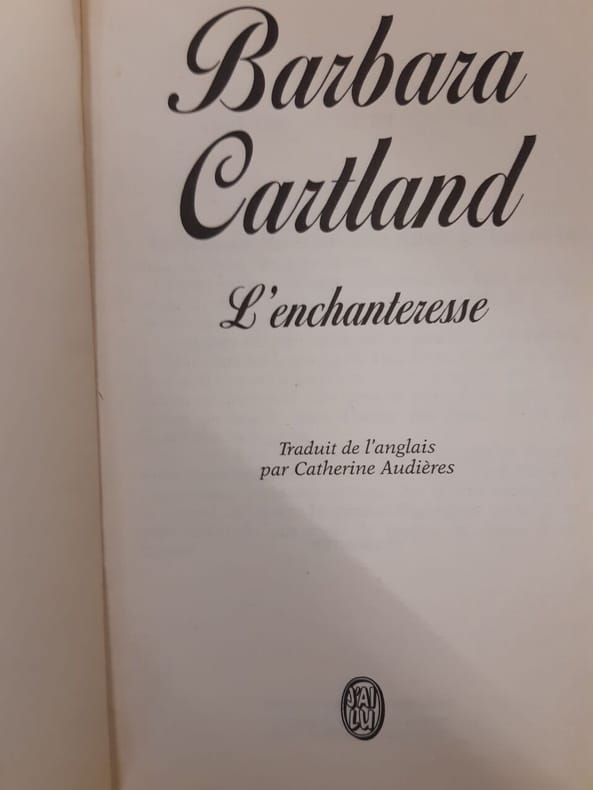 Barbara
Cartland
L'enchanteresse
Traduit de l'anglais
par Catherine Audières
J'AI
LU